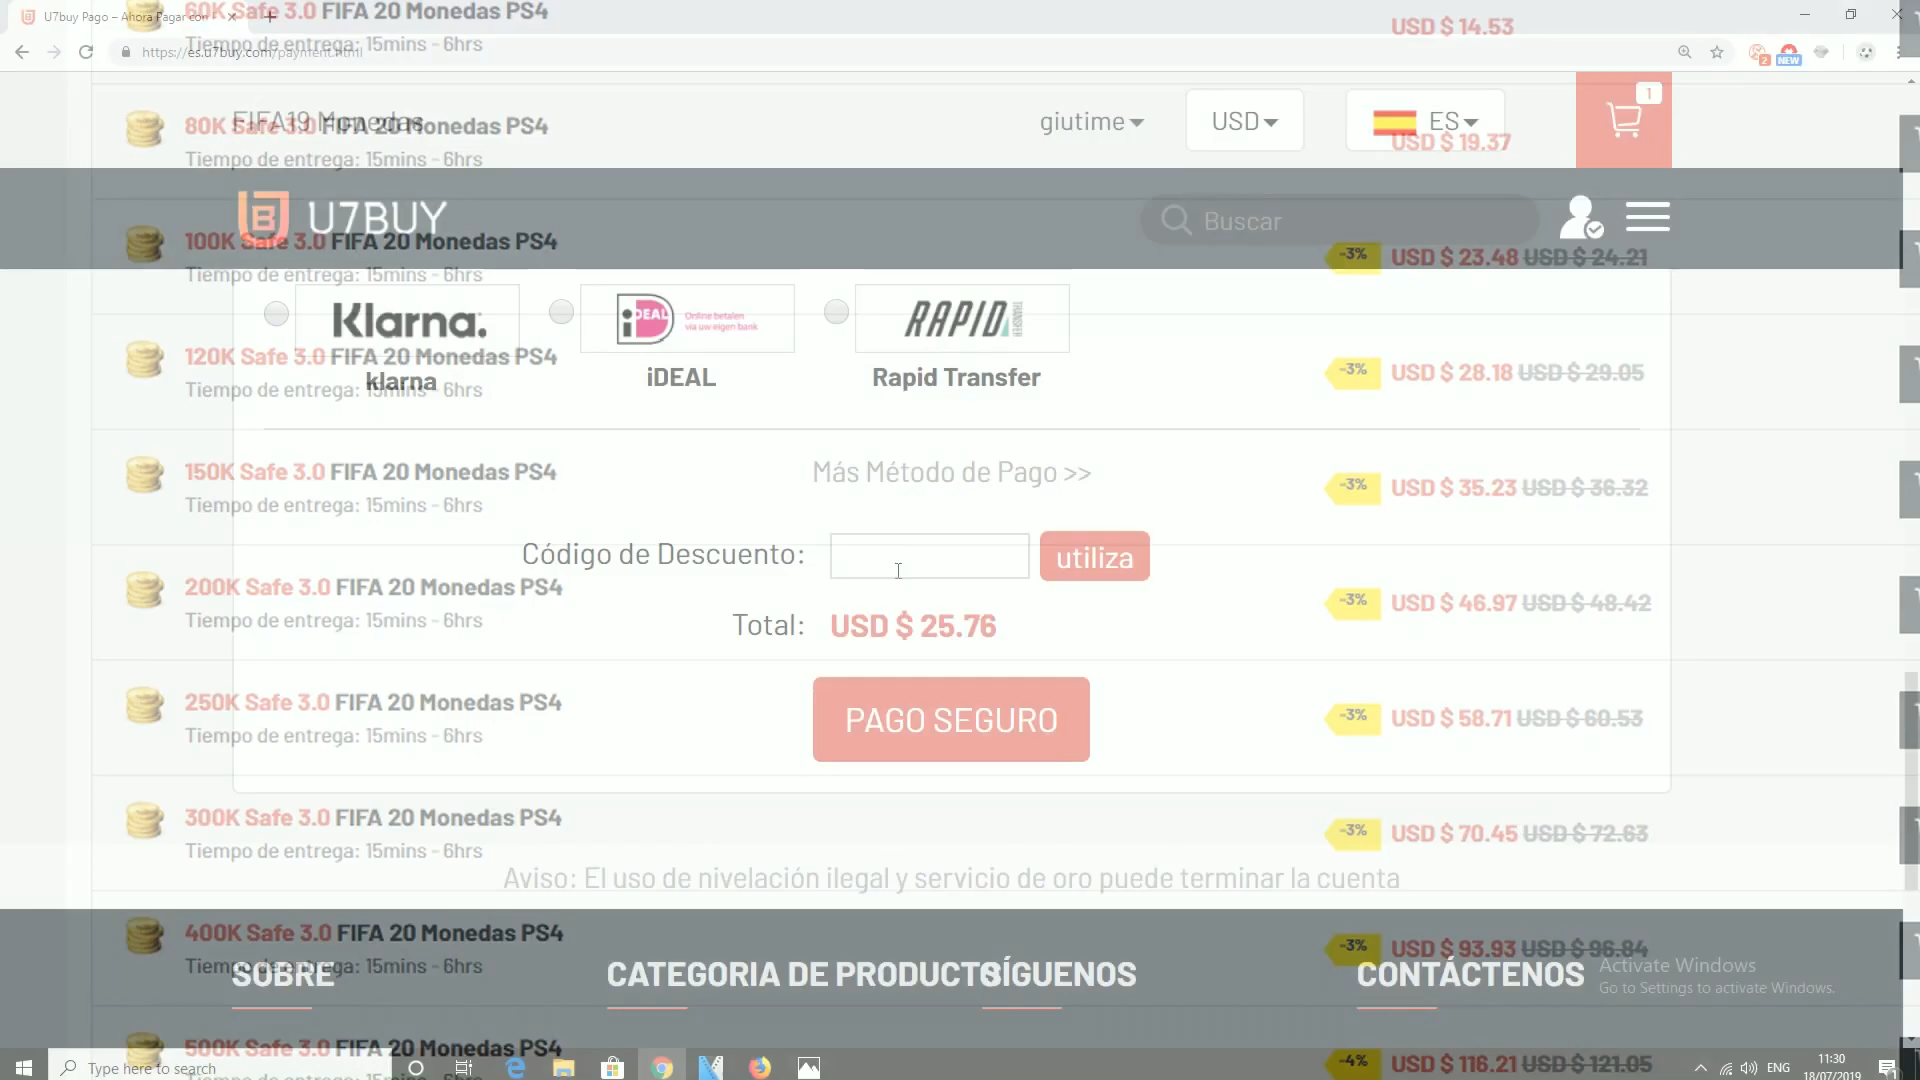 U7buy Pago – Ahora Pagar con
https://es.u7buy.com/payment.html
NEW
2
60K Safe 3.0 FIFA 20 Monedas PS4
Tiempo de entrega: 15mins - 6hrs
USD $ 14.53
FIFA19 Monedas
giutime
USD
ES
1
80K Safe 3.0 FIFA 20 Monedas PS4
Tiempo de entrega: 15mins - 6hrs
USD $ 19.37
U7BUY
Buscar
100K Safe 3.0 FIFA 20 Monedas PS4
Tiempo de entrega: 15mins - 6hrs
-3%
USD $ 23.48 USD $ 24.21
Klarna.
iDEAL
Online betalen
via uw eigen bank
RAPID
TRANSFER
klarna
iDEAL
Rapid Transfer
120K Safe 3.0 FIFA 20 Monedas PS4
Tiempo de entrega: 15mins - 6hrs
-3%
USD $ 28.18 USD $ 29.05
Más Método de Pago >>
150K Safe 3.0 FIFA 20 Monedas PS4
Tiempo de entrega: 15mins - 6hrs
-3%
USD $ 35.23 USD $ 36.32
Código de Descuento:
utiliza
200K Safe 3.0 FIFA 20 Monedas PS4
Tiempo de entrega: 15mins - 6hrs
-3%
USD $ 46.97 USD $ 48.42
Total: USD $ 25.76
250K Safe 3.0 FIFA 20 Monedas PS4
Tiempo de entrega: 15mins - 6hrs
-3%
USD $ 58.71 USD $ 60.53
PAGO SEGURO
300K Safe 3.0 FIFA 20 Monedas PS4
Tiempo de entrega: 15mins - 6hrs
-3%
USD $ 70.45 USD $ 72.63
Aviso: El uso de nivelación ilegal y servicio de oro puede terminar la cuenta
400K Safe 3.0 FIFA 20 Monedas PS4
Tiempo de entrega: 15mins - 6hrs
-3%
USD $ 93.93 USD $ 96.84
SOBRE
CATEGORIA DE PRODUCTO
SÍGUENOS
CONTÁCTENOS
Activate Windows
Go to Settings to activate Windows.
500K Safe 3.0 FIFA 20 Monedas PS4
-4%
USD $ 116.21 USD $ 121.05
Type here to search
ENG
11:30
18/07/2019